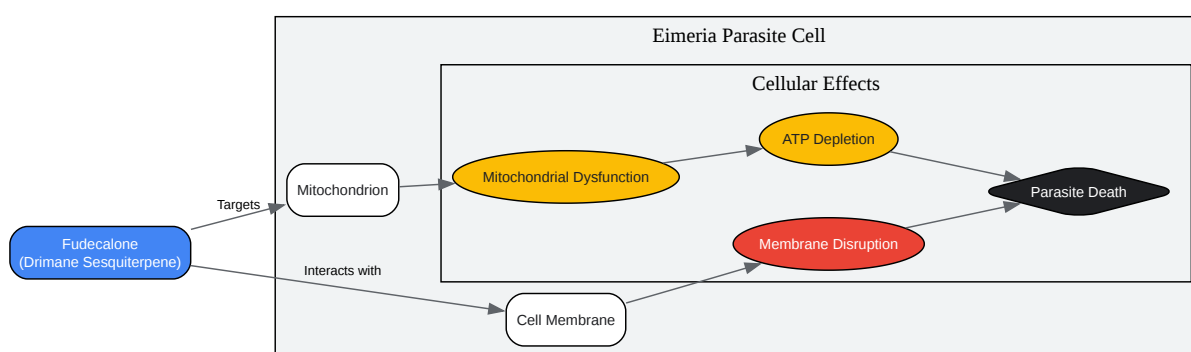 Eimeria Parasite Cell
Cellular Effects
ATP Depletion
Mitochondrial Dysfunction
Mitochondrion
Parasite Death
Targets
Fudecalone
(Drimane Sesquiterpene)
Membrane Disruption
Interacts with
Cell Membrane